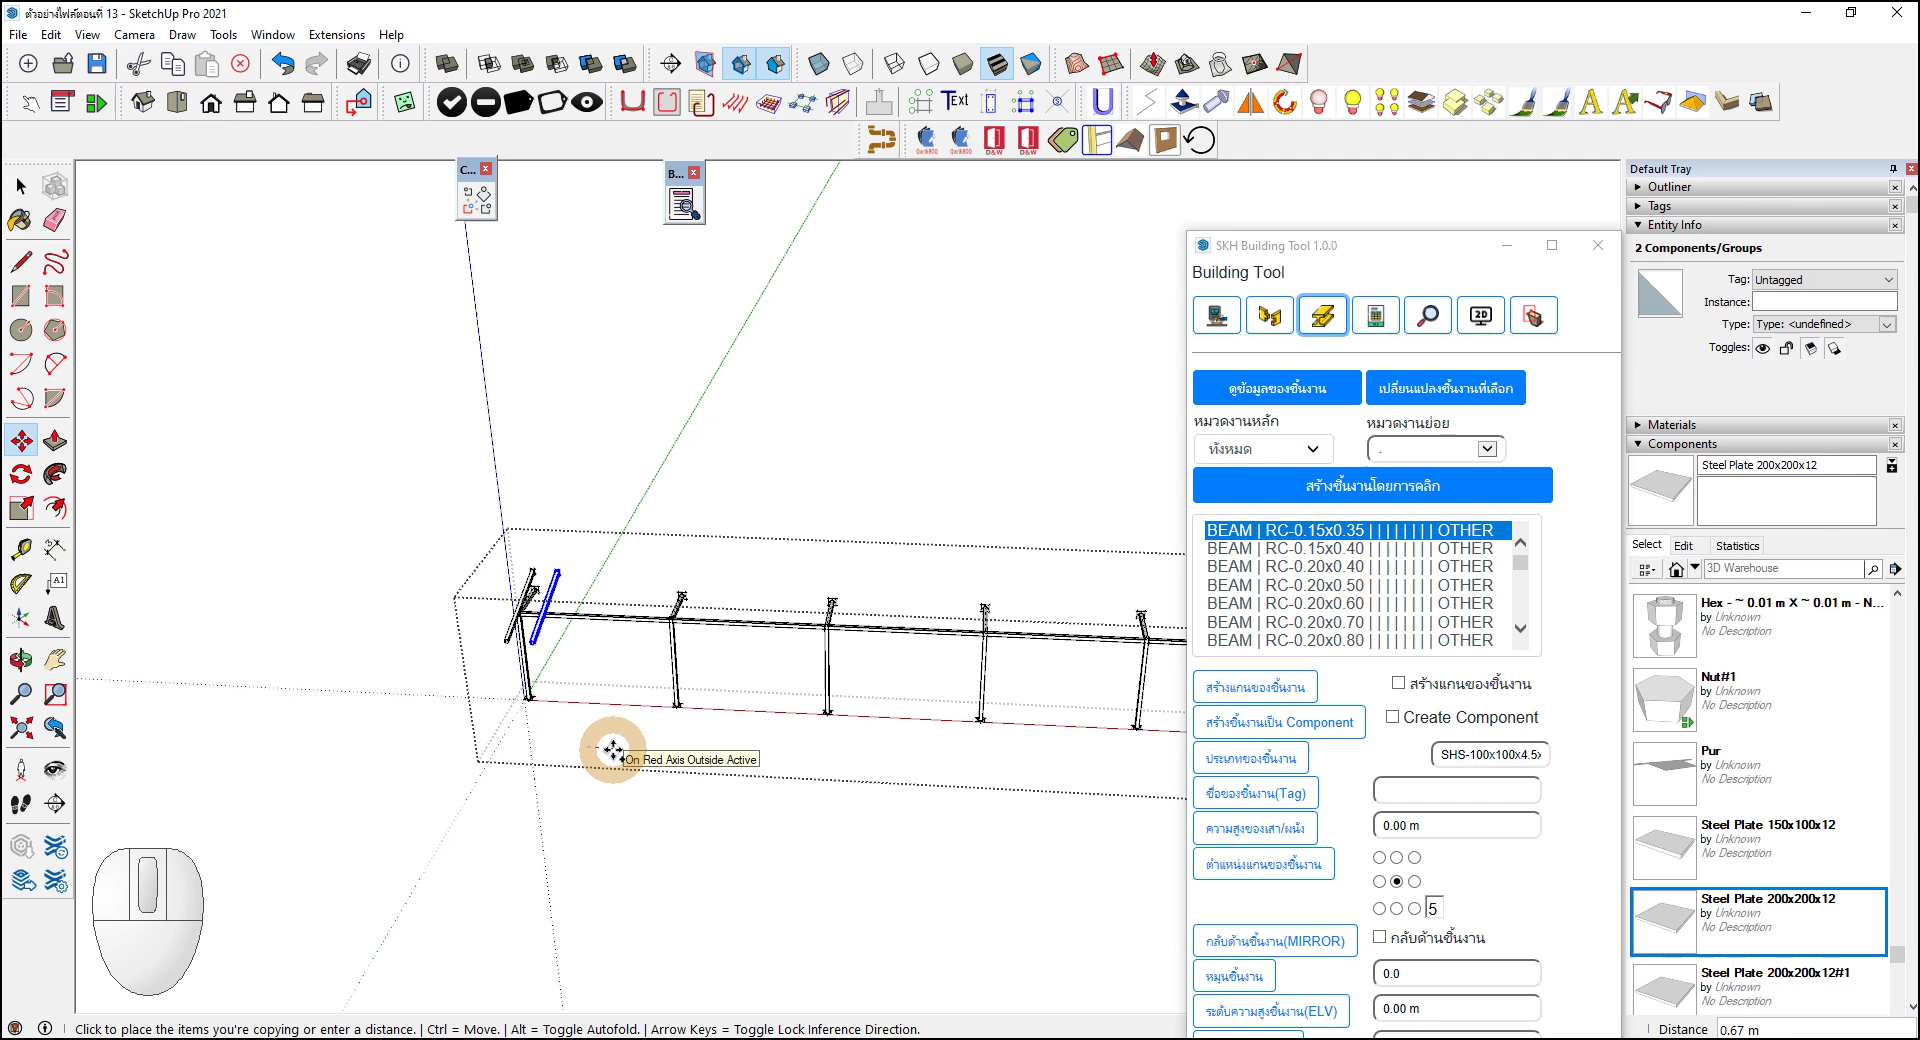 ตัวอย่างไฟล์ตอนที่ 13 - SketchUp Pro 2021
File Edit View Camera Draw Tools Window Extensions Help
Text
QuickBOQ QuickBOQ D&W D&W
C...
B...
A1
On Red Axis Outside Active
SKH Building Tool 1.0.0
Building Tool
2D
ดูข้อมูลของชิ้นงาน เปลี่ยนแปลงชิ้นงานที่เลือก
หมวดงานหลัก หมวดงานย่อย
ทั้งหมด .
สร้างชิ้นงานโดยการคลิก
BEAM | RC-0.15x0.35 | | | | | | | | OTHER
BEAM | RC-0.15x0.40 | | | | | | | | OTHER
BEAM | RC-0.20x0.40 | | | | | | | | OTHER
BEAM | RC-0.20x0.50 | | | | | | | | OTHER
BEAM | RC-0.20x0.60 | | | | | | | | OTHER
BEAM | RC-0.20x0.70 | | | | | | | | OTHER
BEAM | RC-0.20x0.80 | | | | | | | | OTHER
สร้างแกนของชิ้นงาน สร้างแกนของชิ้นงาน
สร้างชิ้นงานเป็น Component Create Component
ประเภทของชิ้นงาน SHS-100x100x4.5x
ชื่อของชิ้นงาน(Tag)
ความสูงของเสา/ผนัง 0.00 m
ตำแหน่งแกนของชิ้นงาน
5
กลับด้านชิ้นงาน(MIRROR) กลับด้านชิ้นงาน
หมุนชิ้นงาน 0.0
ระดับความสูงชิ้นงาน(ELV) 0.00 m
Default Tray
Outliner
Tags
Entity Info
2 Components/Groups
Tag: Untagged
Instance:
Type: Type: <undefined>
Toggles:
Materials
Components
Steel Plate 200x200x12
Select Edit Statistics
3D Warehouse
Hex - ~ 0.01 m X ~ 0.01 m - N...
by Unknown
No Description
Nut#1
by Unknown
No Description
Pur
by Unknown
No Description
Steel Plate 150x100x12
by Unknown
No Description
Steel Plate 200x200x12
by Unknown
No Description
Steel Plate 200x200x12#1
by Unknown
No Description
Click to place the items you're copying or enter a distance. | Ctrl = Move. | Alt = Toggle Autofold. | Arrow Keys = Toggle Lock Inference Direction.
Distance 0.67 m